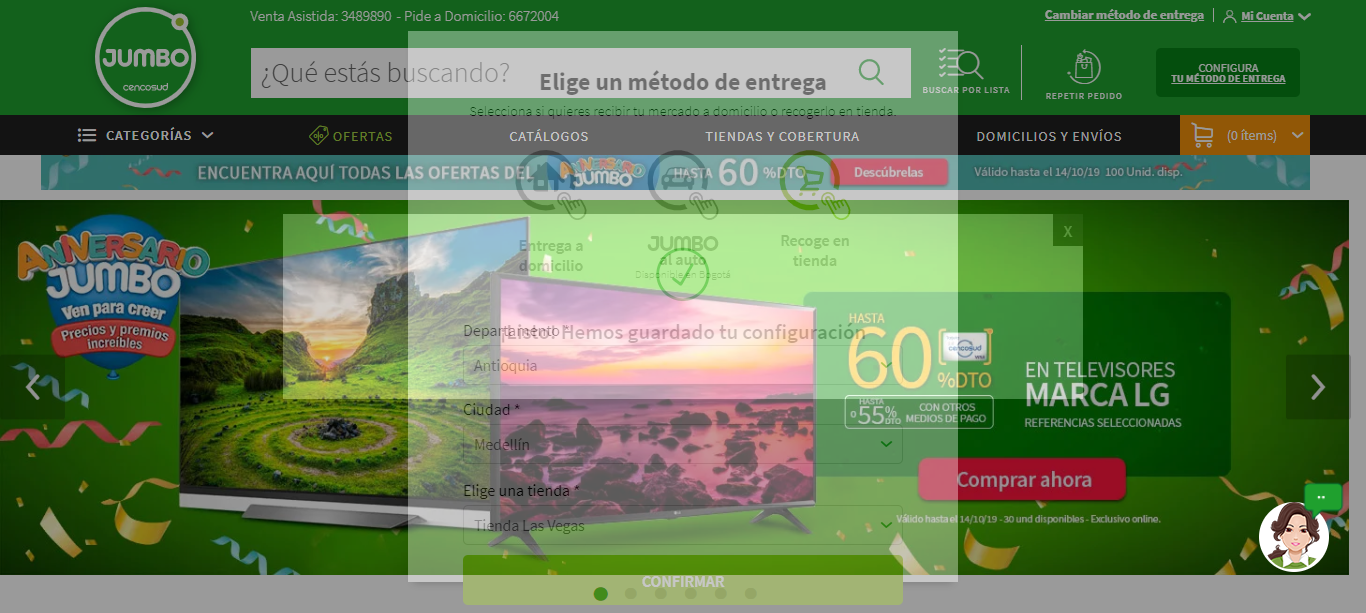 Venta Asistida: 3489890 - Pide a Domicilio: 6672004
Cambiar método de entrega
Mi Cuenta
JUMBO
cencosud
¿Qué estás buscando?
BUSCAR POR LISTA
REPETIR PEDIDO
CONFIGURA
TU MÉTODO DE ENTREGA
Elige un método de entrega
Selecciona si quieres recibir tu mercado a domicilio o recogerlo en tienda.
CATEGORÍAS
OFERTAS
CATÁLOGOS
TIENDAS Y COBERTURA
DOMICILIOS Y ENVÍOS
(0 ítems)
ENCUENTRA AQUÍ TODAS LAS OFERTAS DEL
ANIVERSARIO
JUMBO
HASTA 60 %DTO
Descúbrelas
Válido hasta el 14/10/19 100 Unid. disp.
X
Entrega a
domicilio
JUMBO
al auto
Disponible en Bogotá
Recoge en
tienda
ANIVERSARIO
JUMBO
Ven para creer
Precios y premios
increíbles
Departamento *
¡Listo! Hemos guardado tu configuración
Antioquia
Ciudad *
Medellín
Elige una tienda *
Tienda Las Vegas
CONFIRMAR
HASTA
60 %DTO
cencosud
HASTA
o 55% DTO
CON OTROS
MEDIOS DE PAGO
EN TELEVISORES
MARCA LG
REFERENCIAS SELECCIONADAS
Comprar ahora
Válido hasta el 14/10/19 - 30 und disponibles - Exclusivo online.
LG